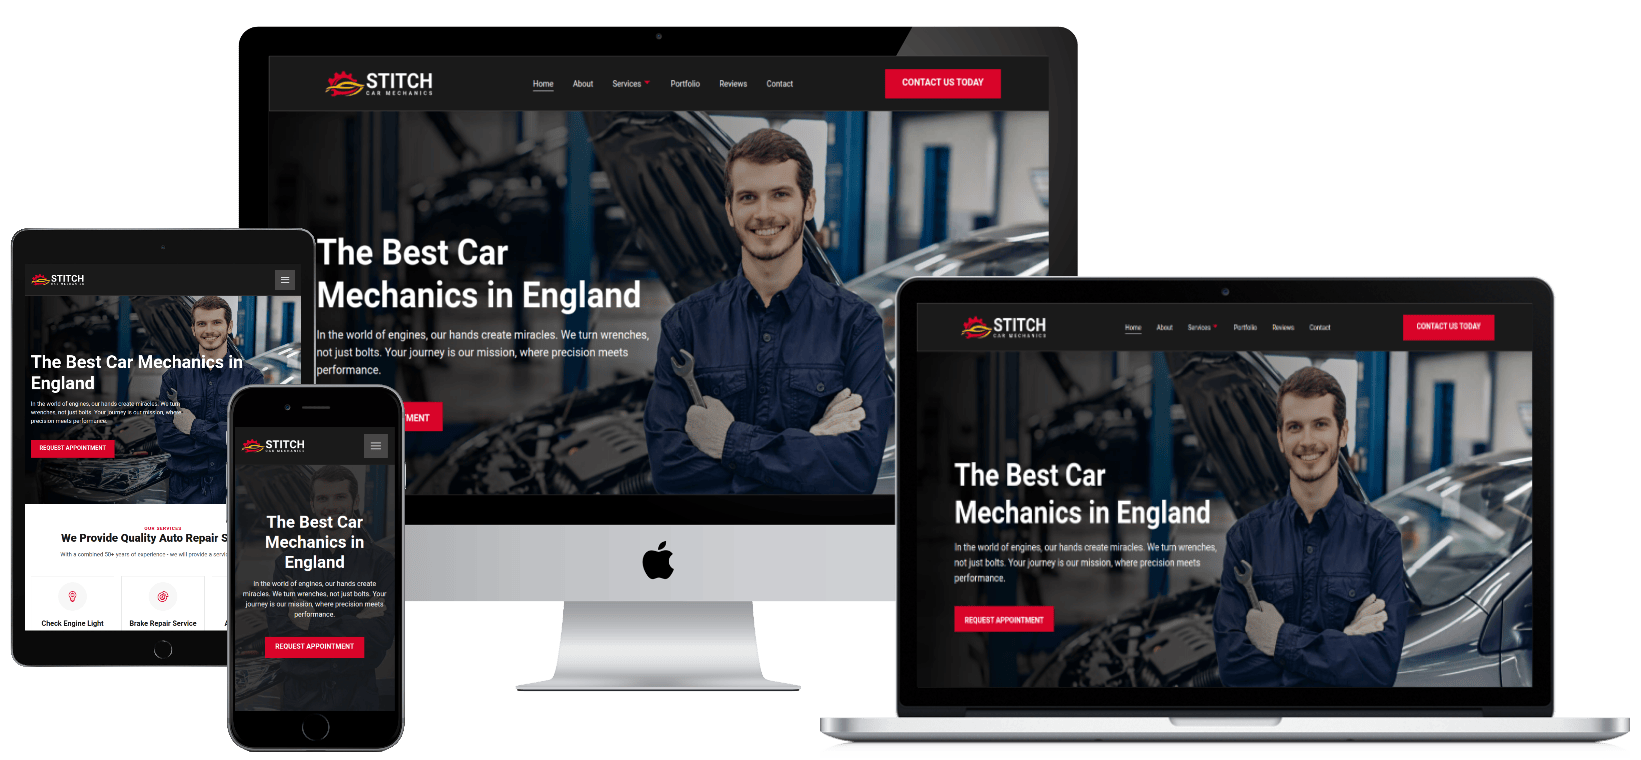 STITCH
CAR MECHANICS
Home About Services Portfolio Reviews Contact
CONTACT US TODAY
The Best Car
Mechanics in England
In the world of engines, our hands create miracles. We turn wrenches,
not just bolts. Your journey is our mission, where precision meets
performance.
MENT
STITCH
CAR MECHANICS
The Best Car Mechanics in
England
In the world of engines, our hands create miracles. We turn
wrenches, not just bolts. Your journey is our mission, where
precision meets performance.
REQUEST APPOINTMENT
OUR SERVICES
We Provide Quality Auto Repair S
With a combined 50+ years of experience - we will provide a servic
Check Engine Light
Brake Repair Service
A
STITCH
CAR MECHANICS
The Best Car
Mechanics in
England
In the world of engines, our hands create
miracles. We turn wrenches, not just bolts. Your
journey is our mission, where precision meets
performance.
REQUEST APPOINTMENT
STITCH
CAR MECHANICS
Home About Services Portfolio Reviews Contact
CONTACT US TODAY
The Best Car
Mechanics in England
In the world of engines, our hands create miracles. We turn wrenches,
not just bolts. Your journey is our mission, where precision meets
performance.
REQUEST APPOINTMENT